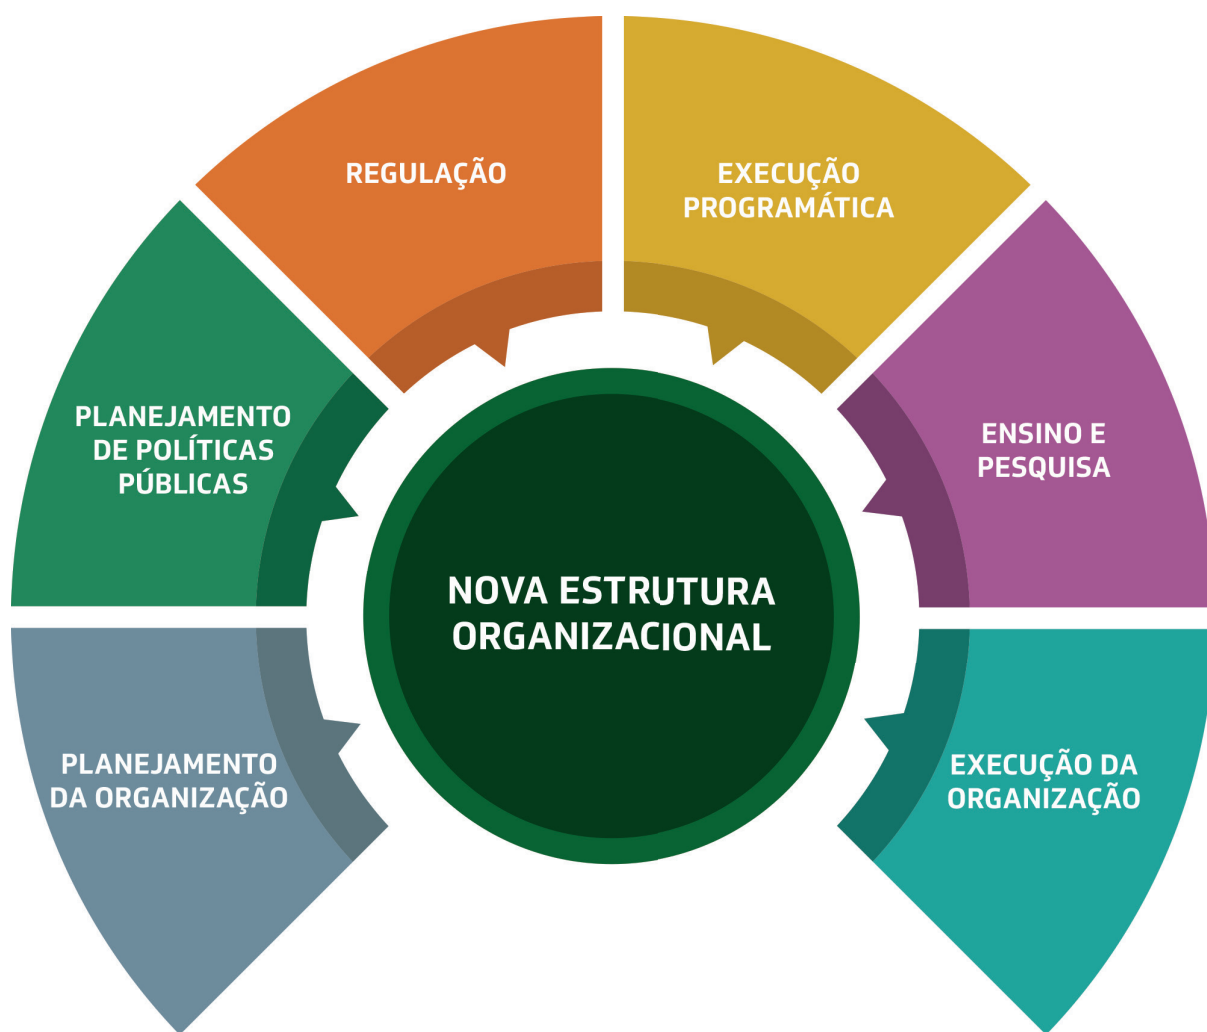 REGULAÇÃO
EXECUÇÃO
PROGRAMÁTICA
PLANEJAMENTO
DE POLÍTICAS
PÚBLICAS
ENSINO E
PESQUISA
NOVA ESTRUTURA
ORGANIZACIONAL
PLANEJAMENTO
DA ORGANIZAÇÃO
EXECUÇÃO DA
ORGANIZAÇÃO